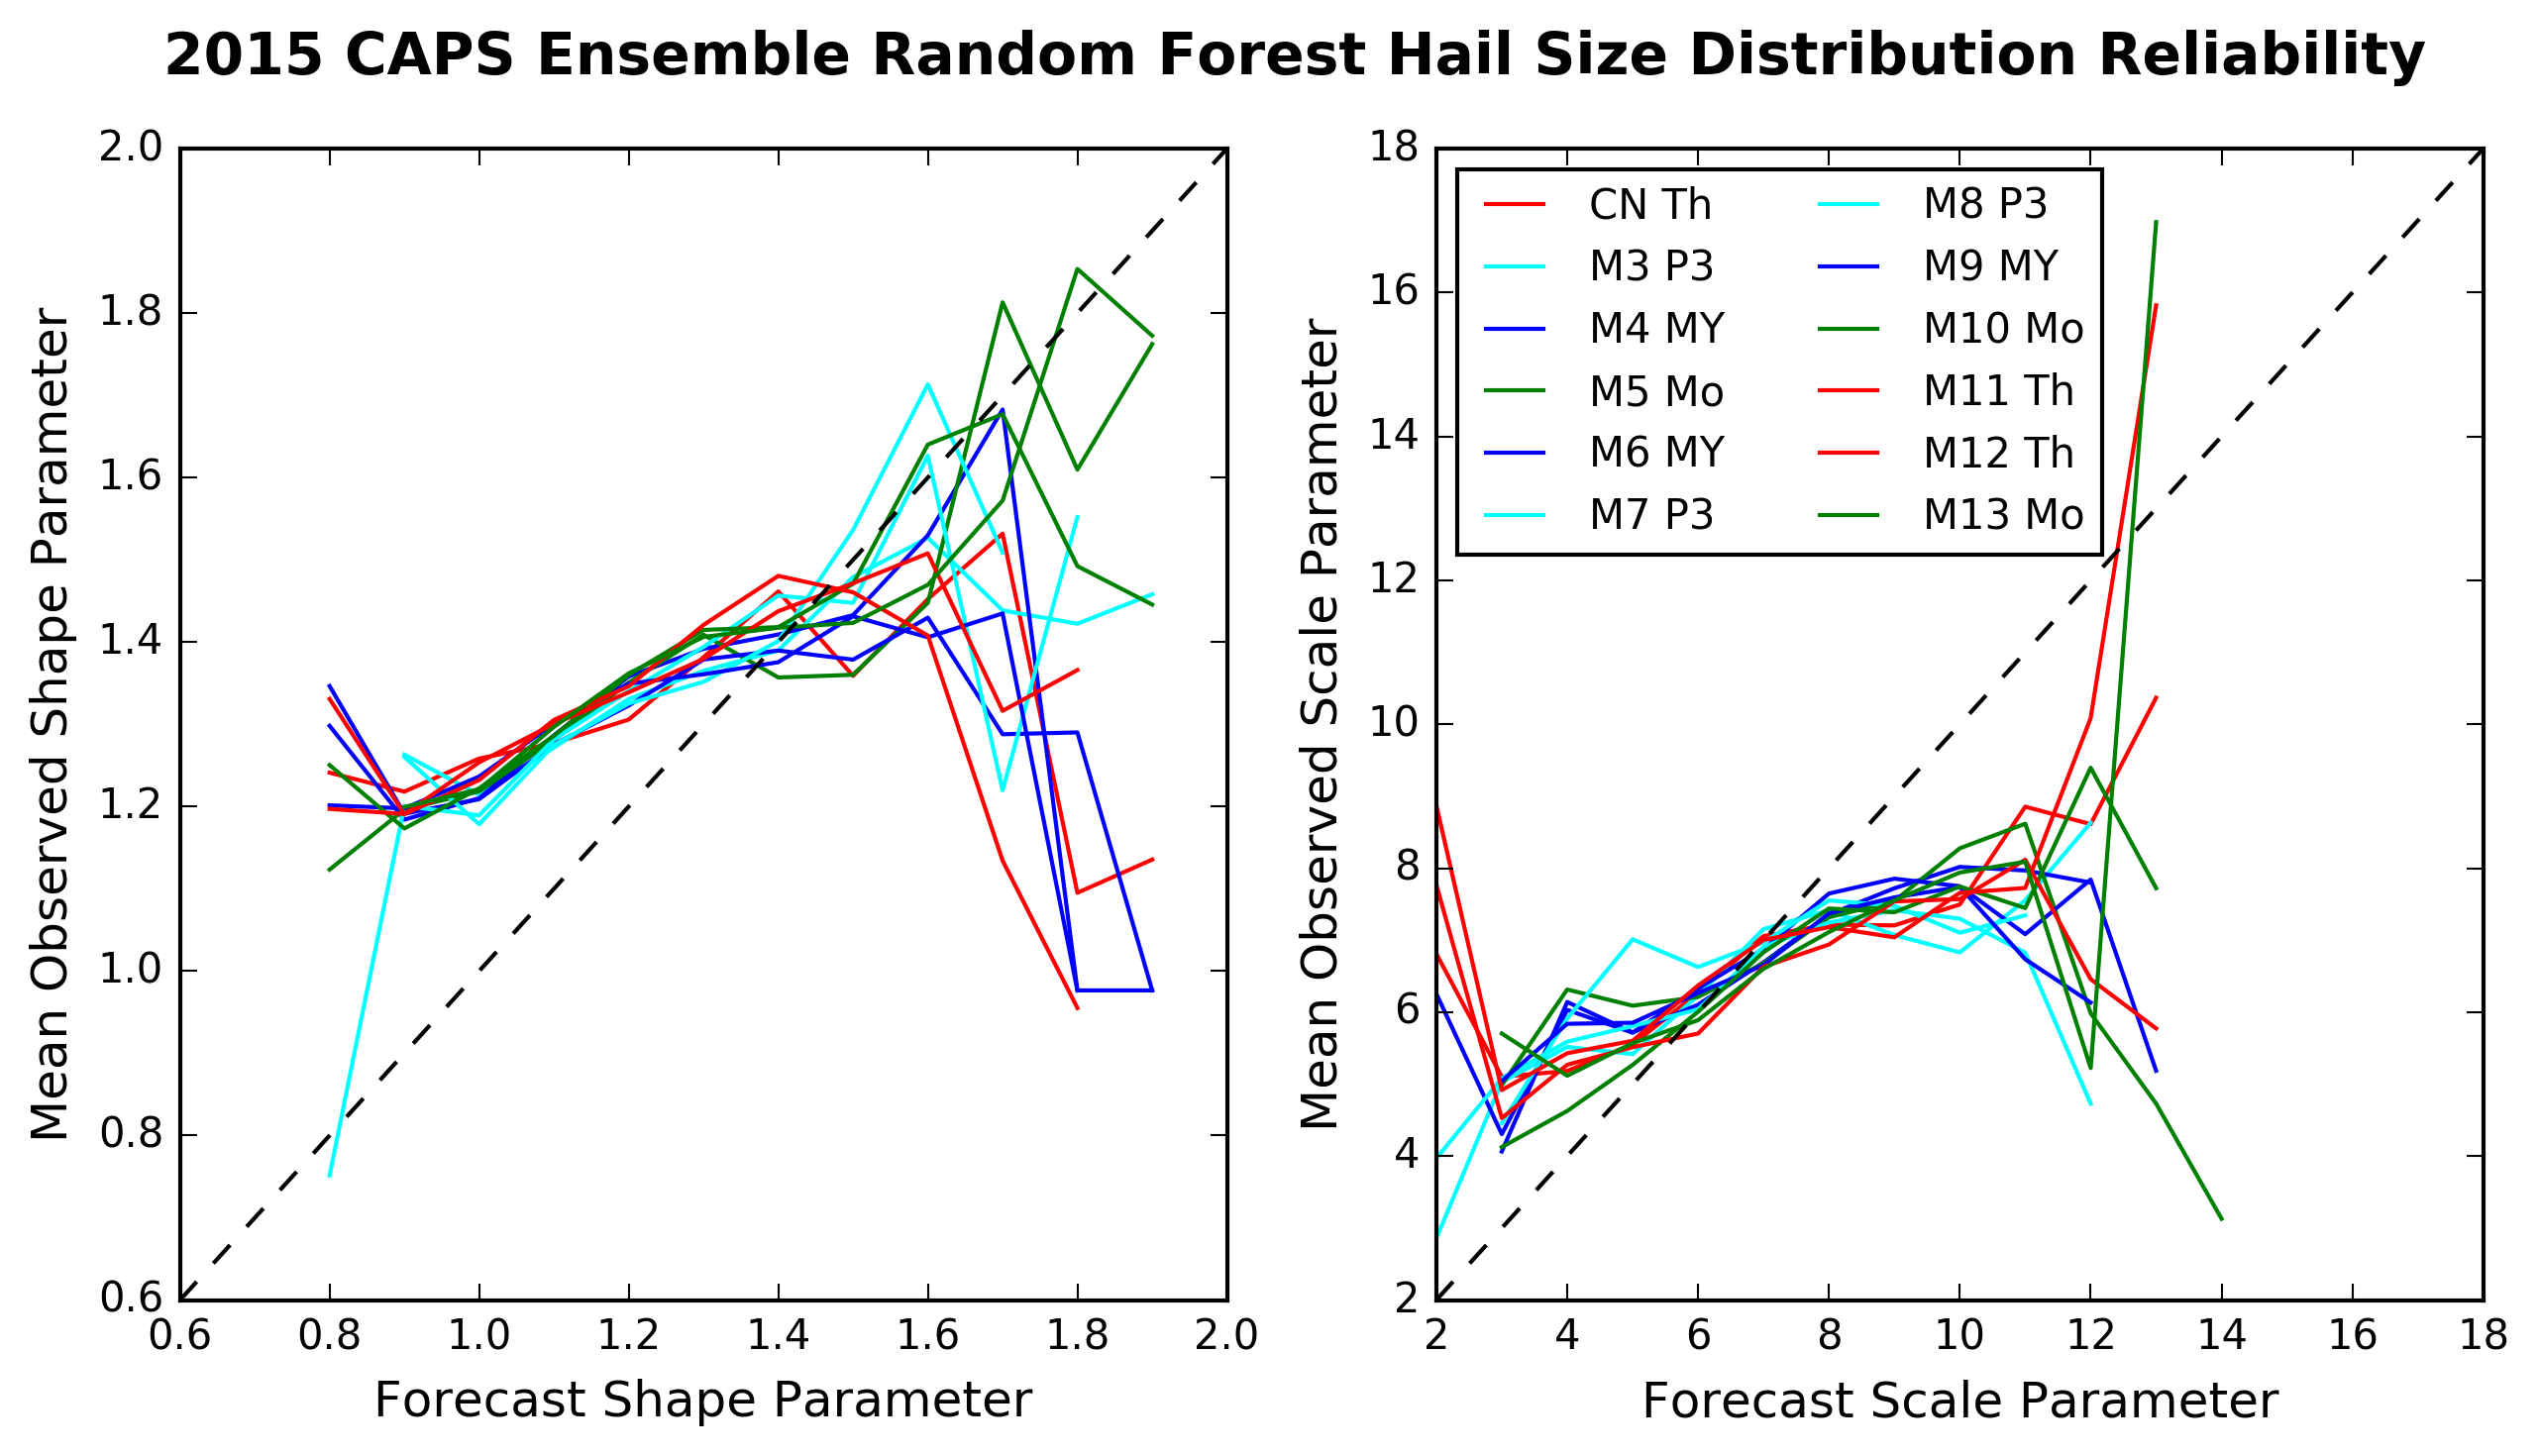 2015 CAPS Ensemble Random Forest Hail Size Distribution Reliability
Mean Observed Shape Parameter
2.0
1.8
1.6
1.4
1.2
1.0
0.8
0.6
0.6 0.8 1.0 1.2 1.4 1.6 1.8 2.0
Forecast Shape Parameter
Mean Observed Scale Parameter
18
16
14
12
10
8
6
4
2
CN Th
M3 P3
M4 MY
M5 Mo
M6 MY
M7 P3
M8 P3
M9 MY
M10 Mo
M11 Th
M12 Th
M13 Mo
2 4 6 8 10 12 14 16 18
Forecast Scale Parameter